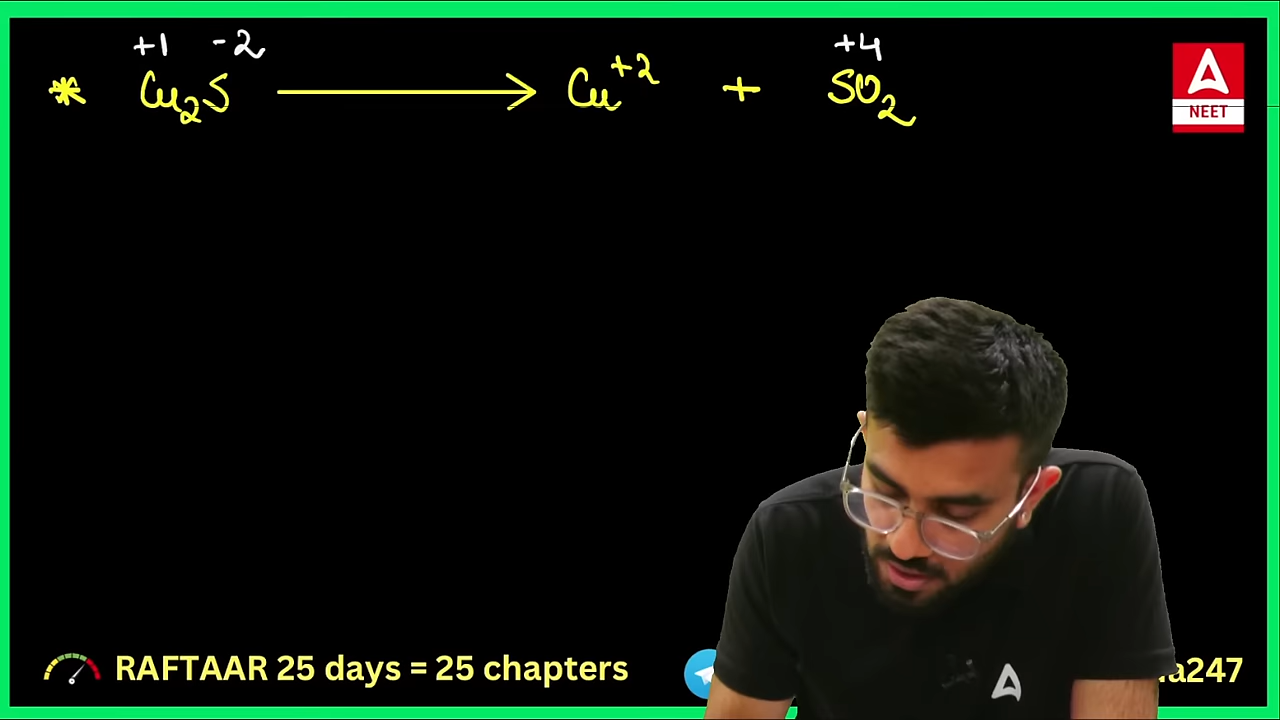 +1 -2 +4
* Cu₂S ⟶ Cu⁺² + SO₂
NEET
RAFTAAR 25 days = 25 chapters
a247